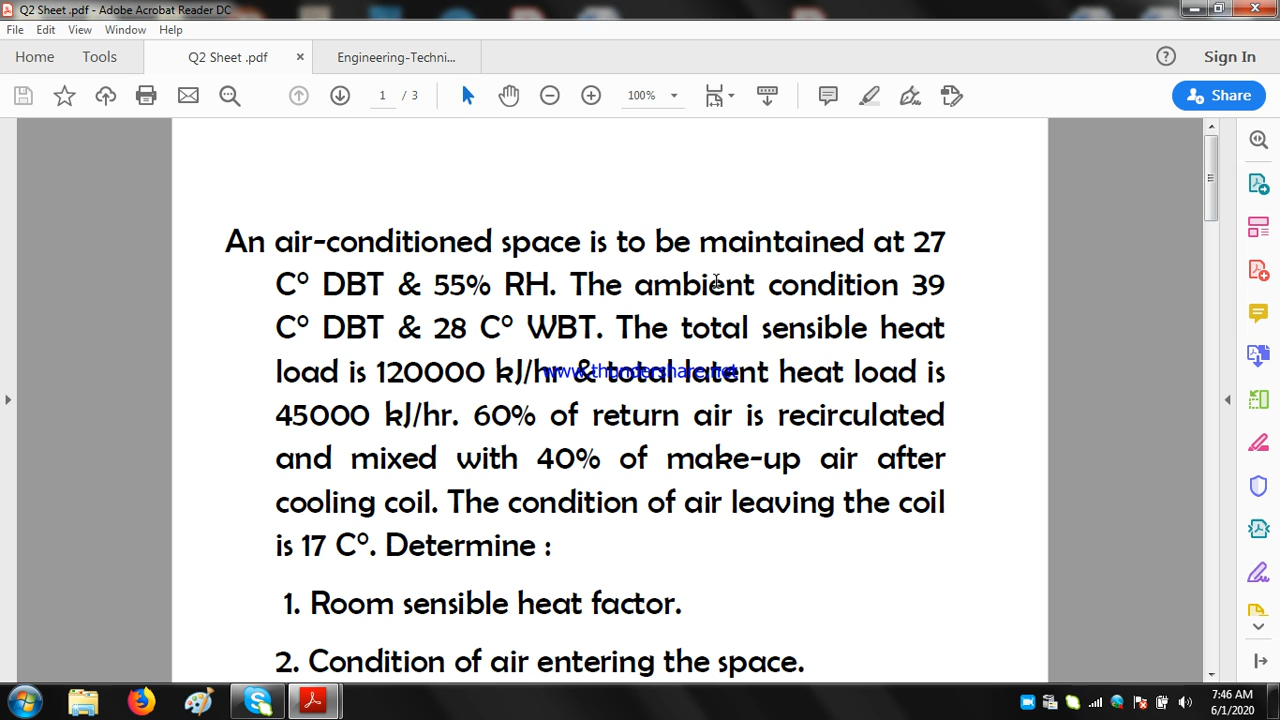 Q2 Sheet .pdf - Adobe Acrobat Reader DC
File Edit View Window Help
Home Tools Q2 Sheet .pdf × Engineering-Techni... Sign In
1 / 3 100% Share
An air-conditioned space is to be maintained at 27
C° DBT & 55% RH. The ambient condition 39
C° DBT & 28 C° WBT. The total sensible heat
load is 120000 kJ/hr & total latent heat load is
www.thundershare.net
45000 kJ/hr. 60% of return air is recirculated
and mixed with 40% of make-up air after
cooling coil. The condition of air leaving the coil
is 17 C°. Determine :
1. Room sensible heat factor.
2. Condition of air entering the space.
7:46 AM
6/1/2020